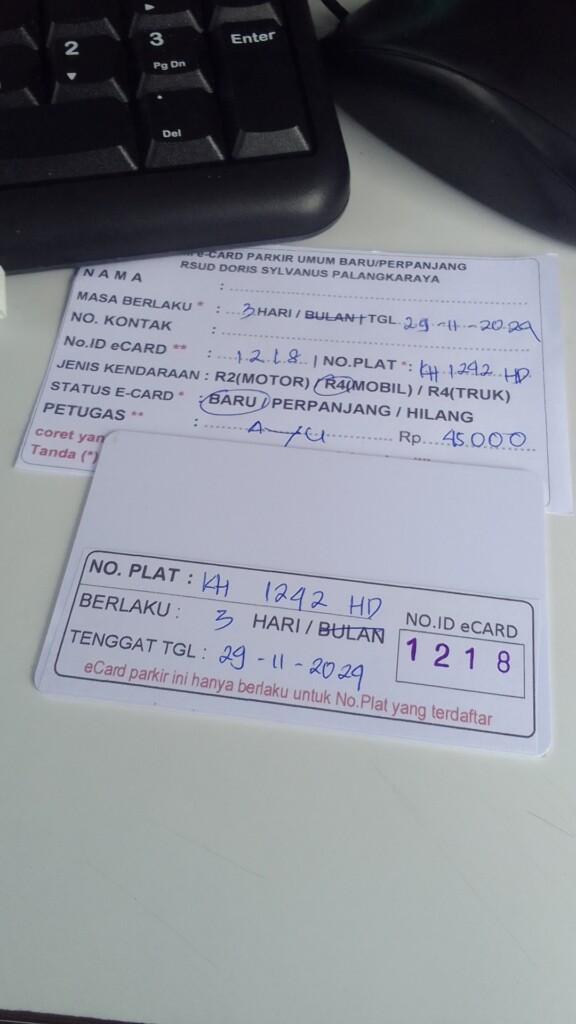 2
▼
3
Pg Dn
Enter
.
Del
e-CARD PARKIR UMUM BARU/PERPANJANG
RSUD DORIS SYLVANUS PALANGKARAYA
NAMA :
MASA BERLAKU * : 3 HARI / BULAN / TGL 29-11-2024
NO. KONTAK :
No.ID eCARD ** : 1218 | NO.PLAT *: KH 1242 HD
JENIS KENDARAAN : R2(MOTOR) / R4(MOBIL) / R4(TRUK)
STATUS E-CARD * : BARU / PERPANJANG / HILANG
PETUGAS ** : Rp. 45.000
coret yan
Tanda (*)
NO. PLAT : KH 1242 HD
BERLAKU : 3 HARI / BULAN
NO.ID eCARD
1218
TENGGAT TGL : 29-11-2024
eCard parkir ini hanya berlaku untuk No.Plat yang terdaftar